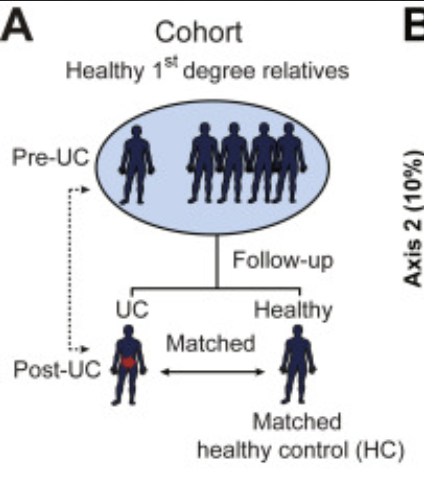 A
B
Cohort
Healthy 1st degree relatives
Pre-UC
Axis 2 (10%)
Follow-up
UC
Healthy
Matched
Post-UC
Matched
healthy control (HC)